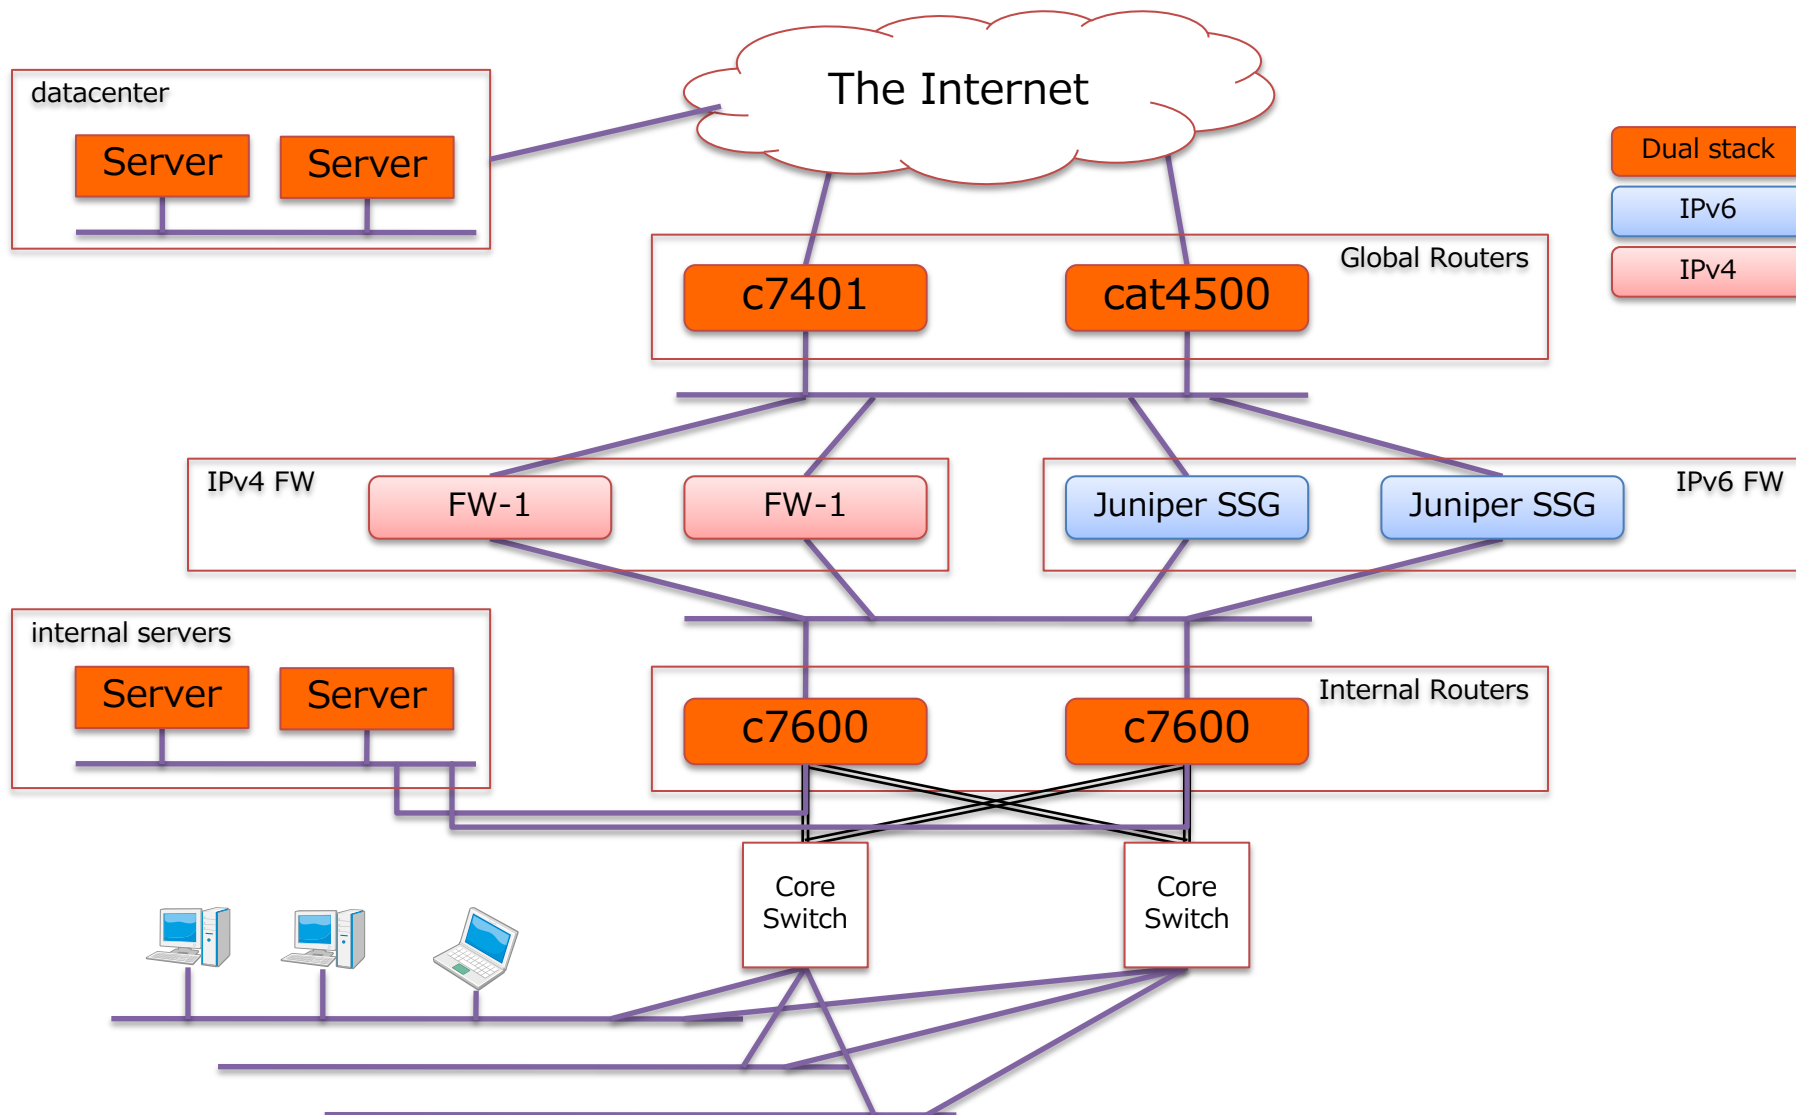 The Internet
datacenter
Server
Server
Dual stack
IPv6
IPv4
Global Routers
c7401
cat4500
IPv4 FW
FW-1
FW-1
Juniper SSG
Juniper SSG
IPv6 FW
internal servers
Server
Server
Internal Routers
c7600
c7600
Core
Switch
Core
Switch